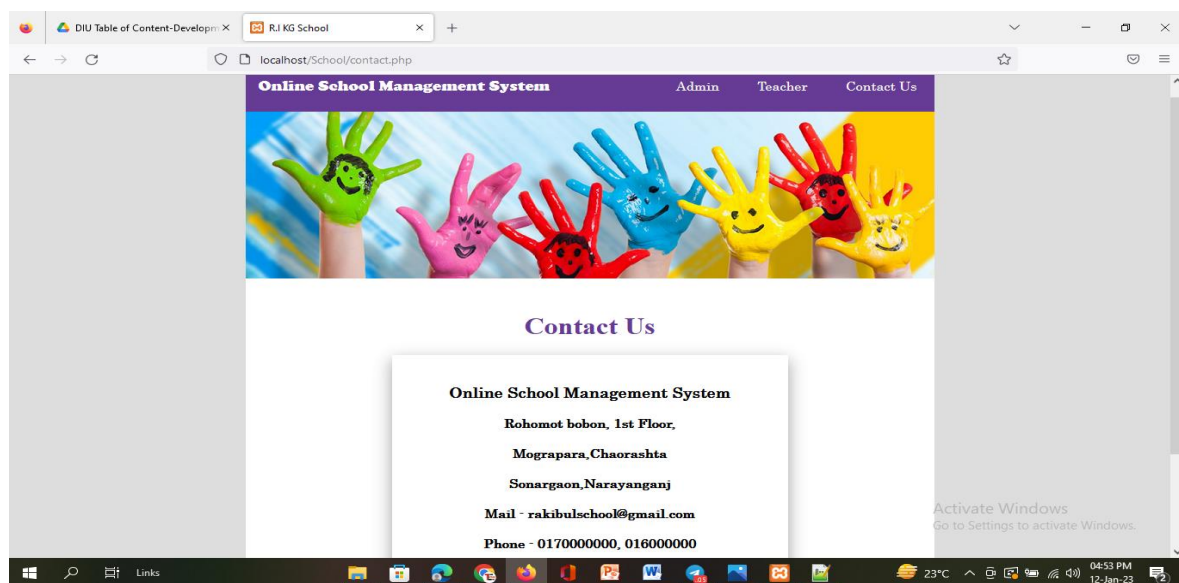 DIU Table of Content-Developm
R.I KG School
localhost/School/contact.php
Online School Management System
Admin
Teacher
Contact Us
Contact Us
Online School Management System
Rohomot bobon, 1st Floor,
Mograpara,Chaorashta
Sonargaon,Narayanganj
Mail - rakibulschool@gmail.com
Phone - 0170000000, 016000000
Activate Windows
Go to Settings to activate Windows.
Links
23°C
04:53 PM
12-Jan-23